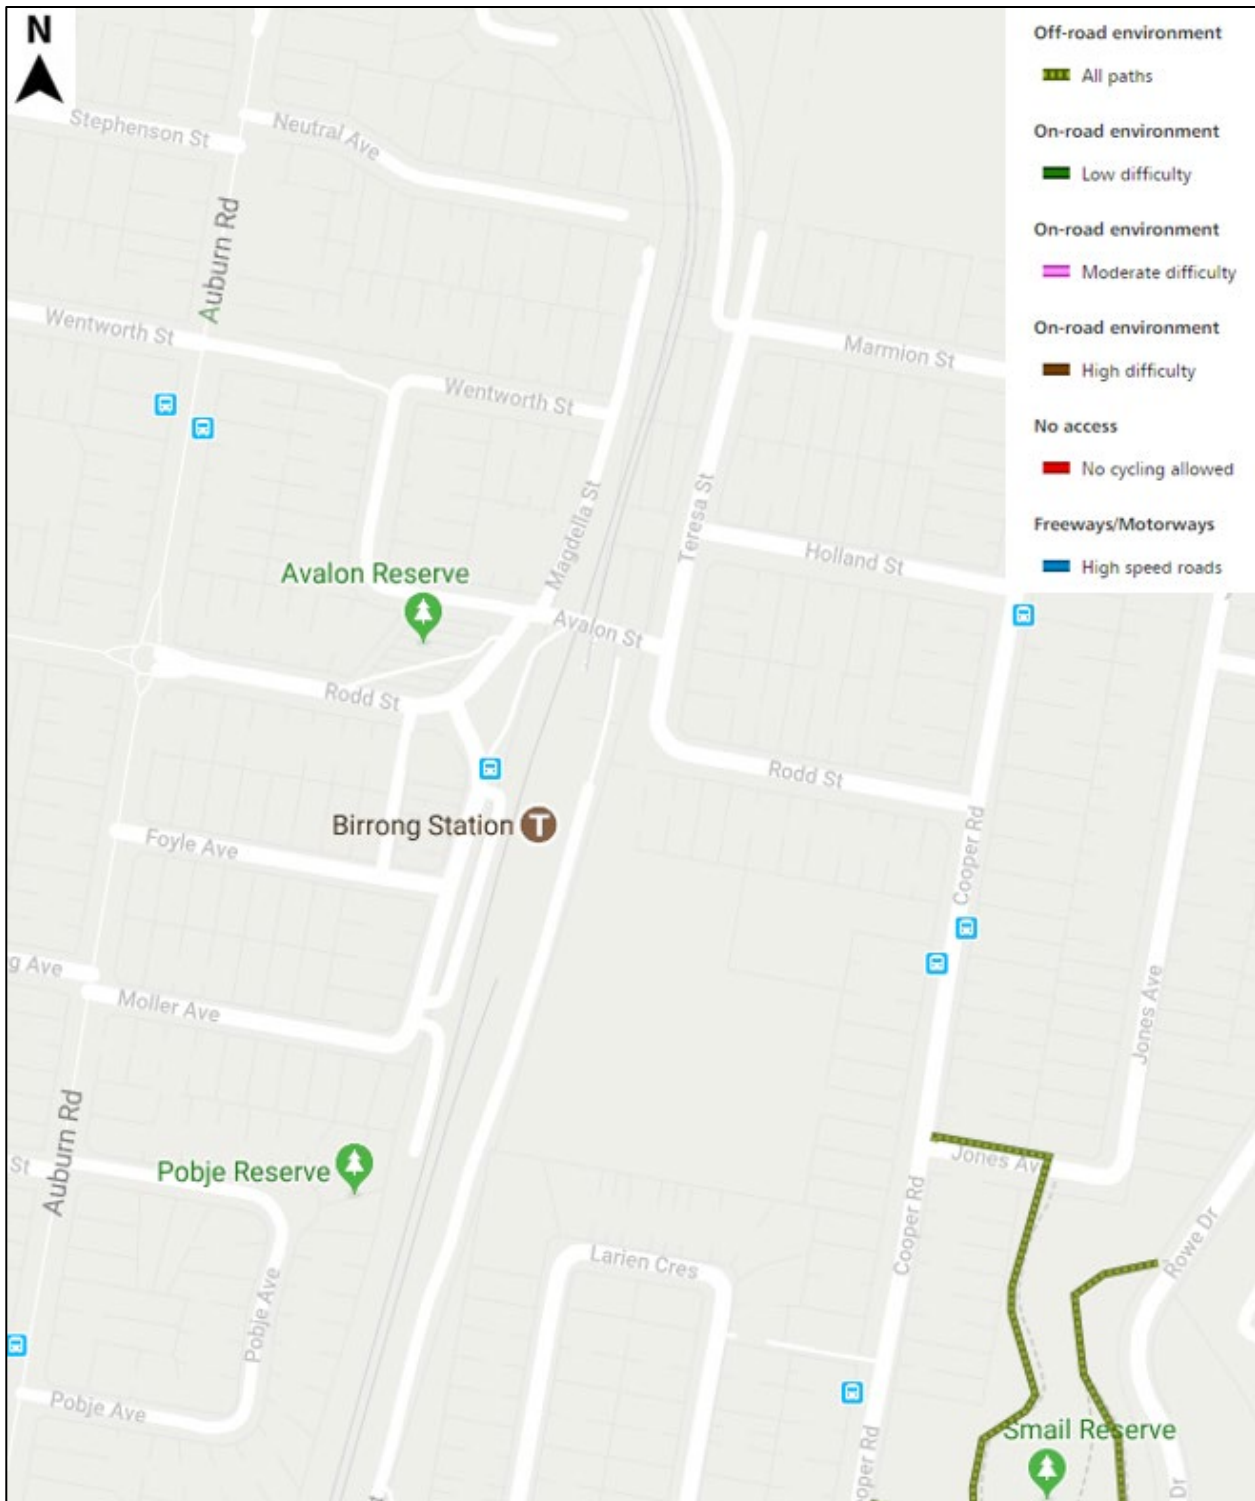 N
Off-road environment
All paths
On-road environment
Low difficulty
On-road environment
Moderate difficulty
On-road environment
High difficulty
No access
No cycling allowed
Freeways/Motorways
High speed roads
Stephenson St
Neutral Ave
Auburn Rd
Wentworth St
Wentworth St
Marmion St
Magdella St
Teresa St
Holland St
Avalon Reserve
Avalon St
Rodd St
Rodd St
Birrong Station
T
Foyle Ave
Cooper Rd
g Ave
Moller Ave
Jones Ave
Auburn Rd
St
Pobje Reserve
Jones Av
Cooper Rd
Rowe Dr
Larien Cres
Pobje Ave
Pobje Ave
Smail Reserve
oper Rd
Dr
t